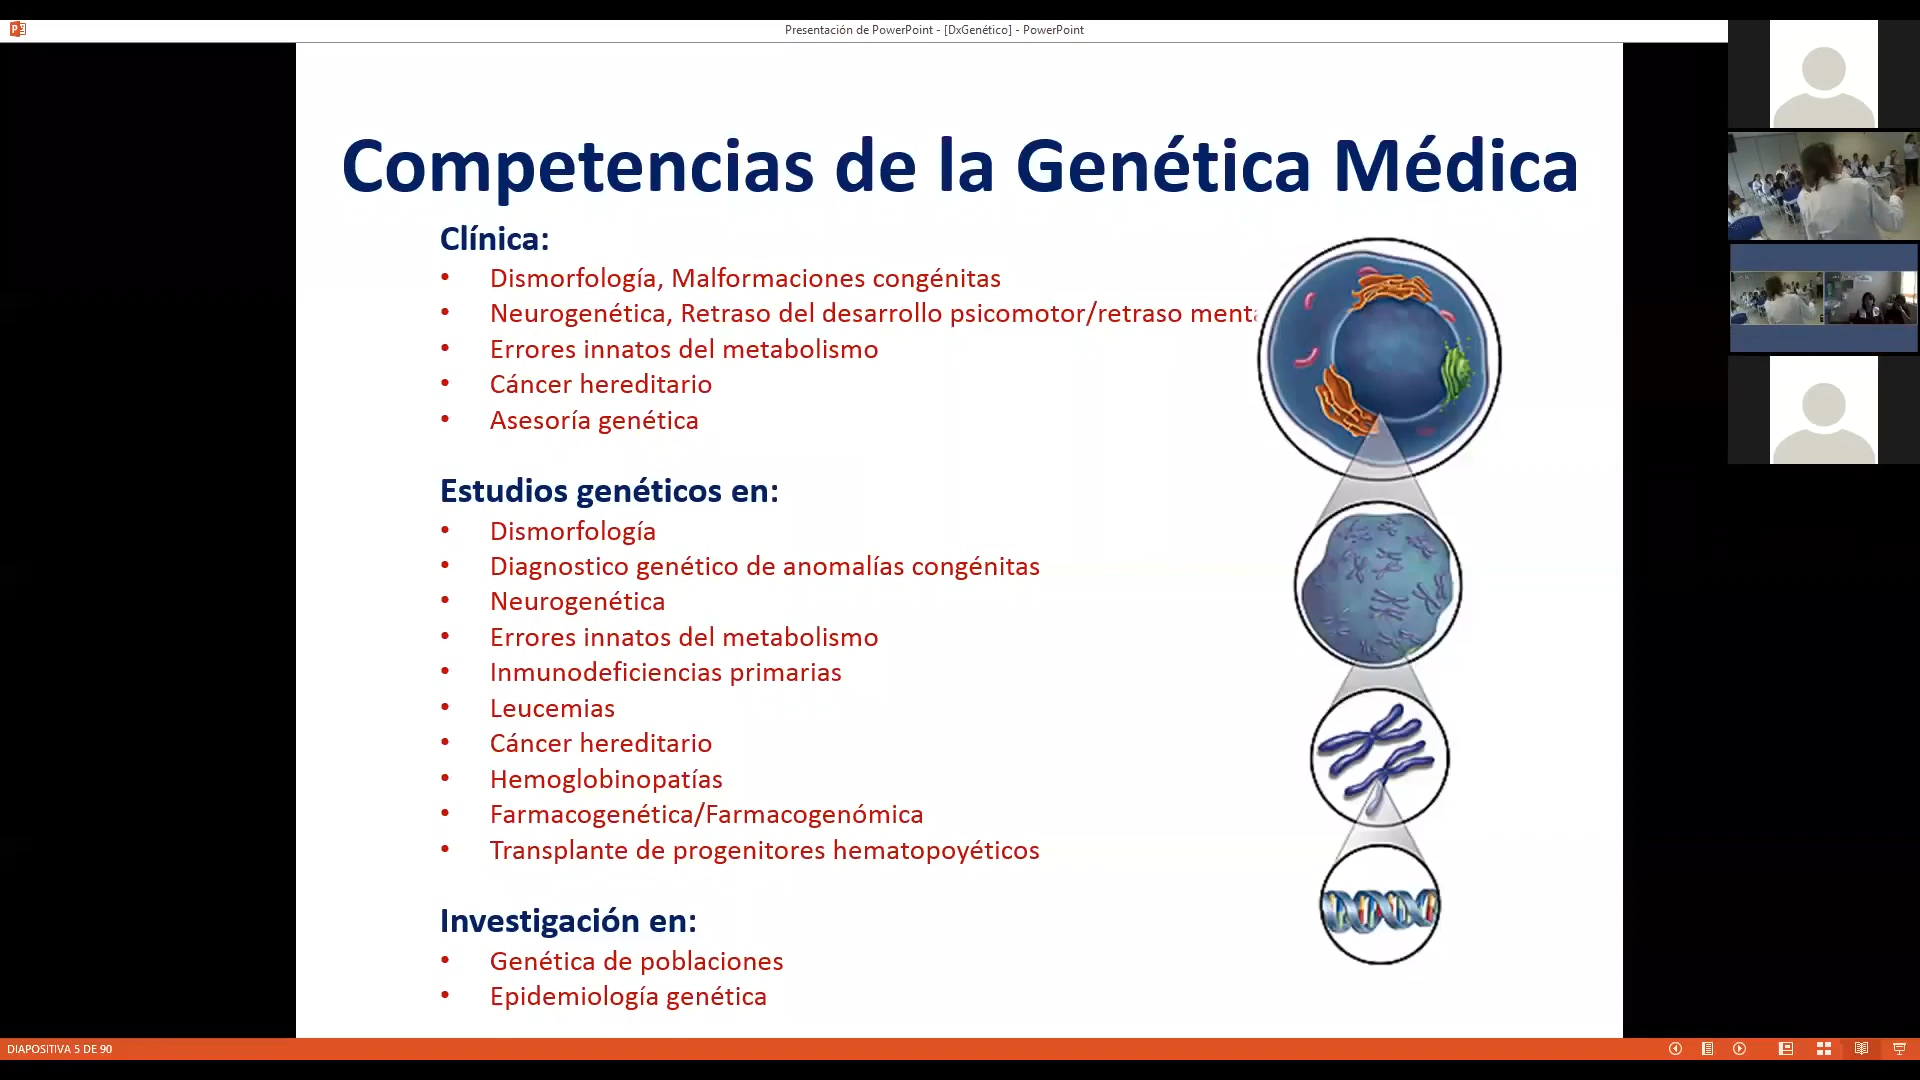 Presentación de PowerPoint - [DxGenético] - PowerPoint
Competencias de la Genética Médica
Clínica:
• Dismorfología, Malformaciones congénitas
• Neurogenética, Retraso del desarrollo psicomotor/retraso menta
• Errores innatos del metabolismo
• Cáncer hereditario
• Asesoría genética
Estudios genéticos en:
• Dismorfología
• Diagnostico genético de anomalías congénitas
• Neurogenética
• Errores innatos del metabolismo
• Inmunodeficiencias primarias
• Leucemias
• Cáncer hereditario
• Hemoglobinopatías
• Farmacogenética/Farmacogenómica
• Transplante de progenitores hematopoyéticos
Investigación en:
• Genética de poblaciones
• Epidemiología genética
DIAPOSITIVA 5 DE 90